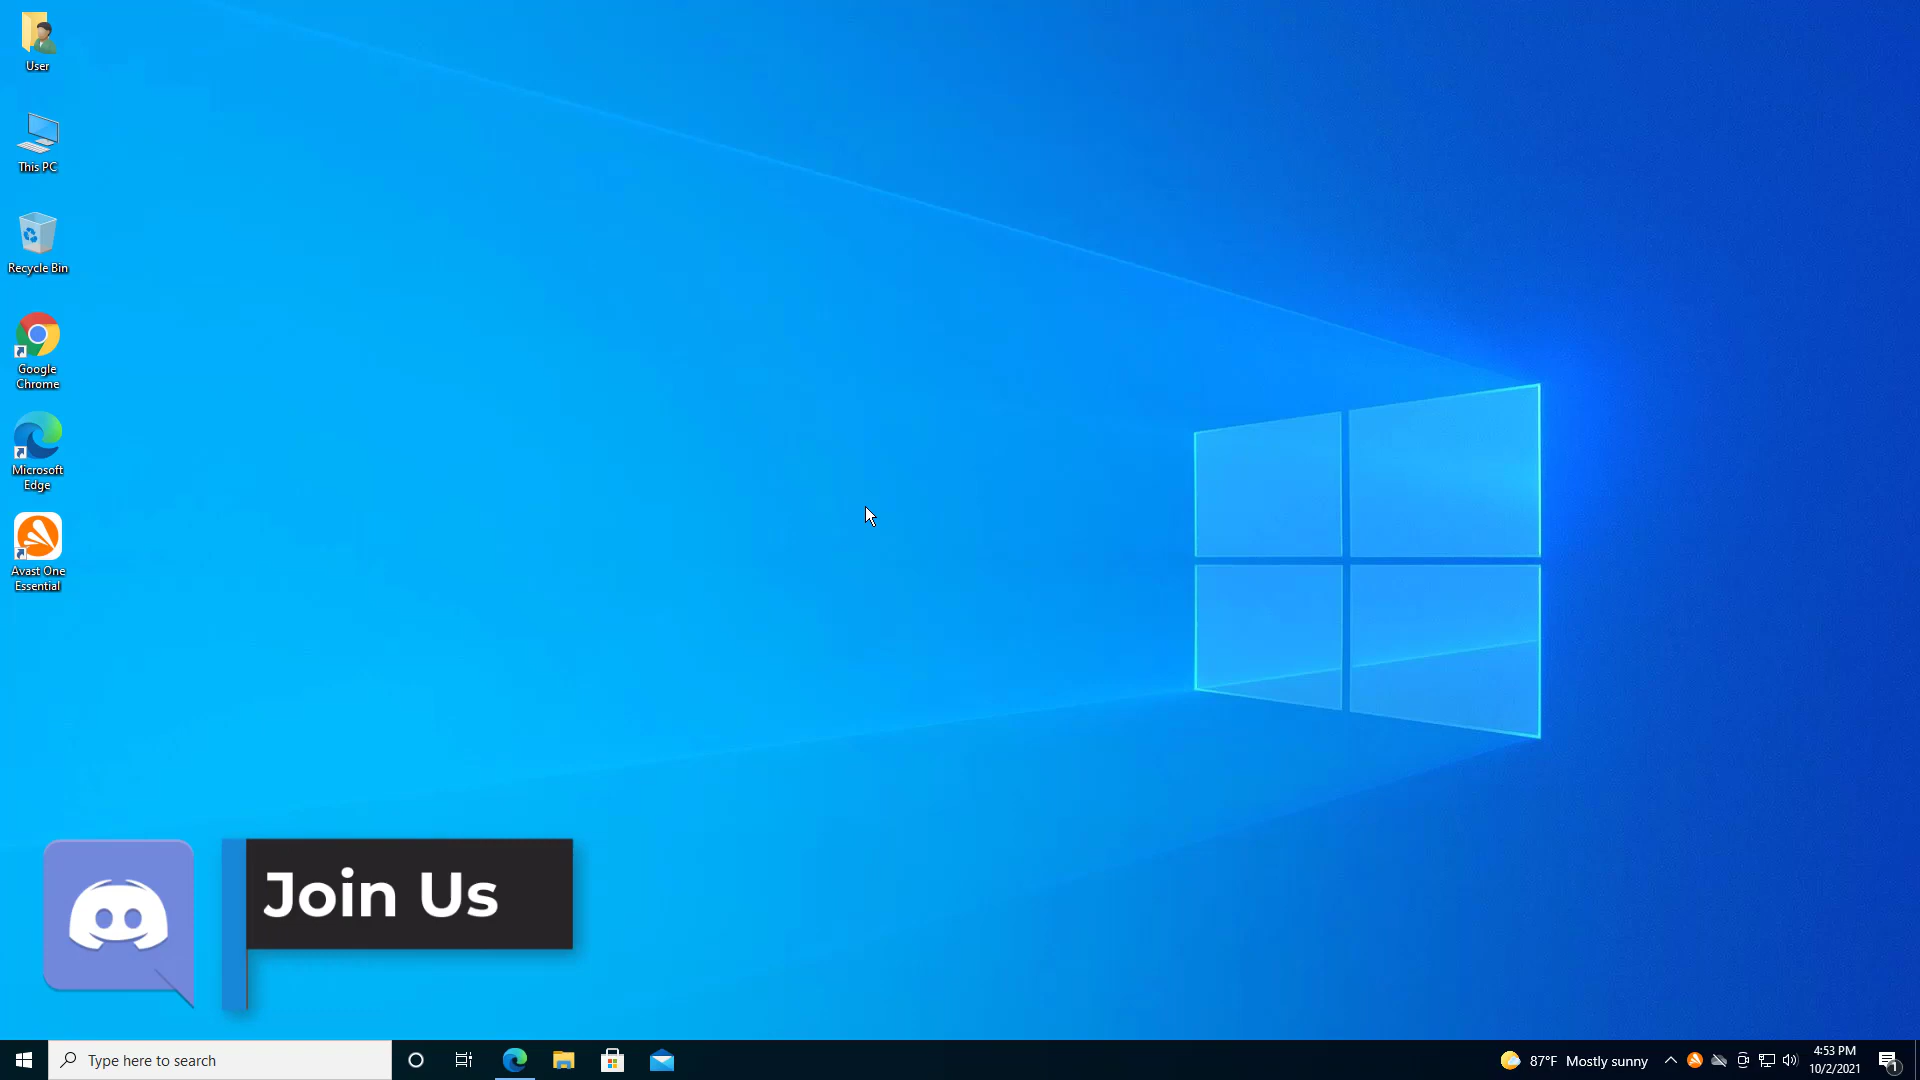 User
This PC
Recycle Bin
Google
Chrome
Microsoft
Edge
Avast One
Essential
Join Us
Type here to search
87°F Mostly sunny
4:53 PM
10/2/2021
1